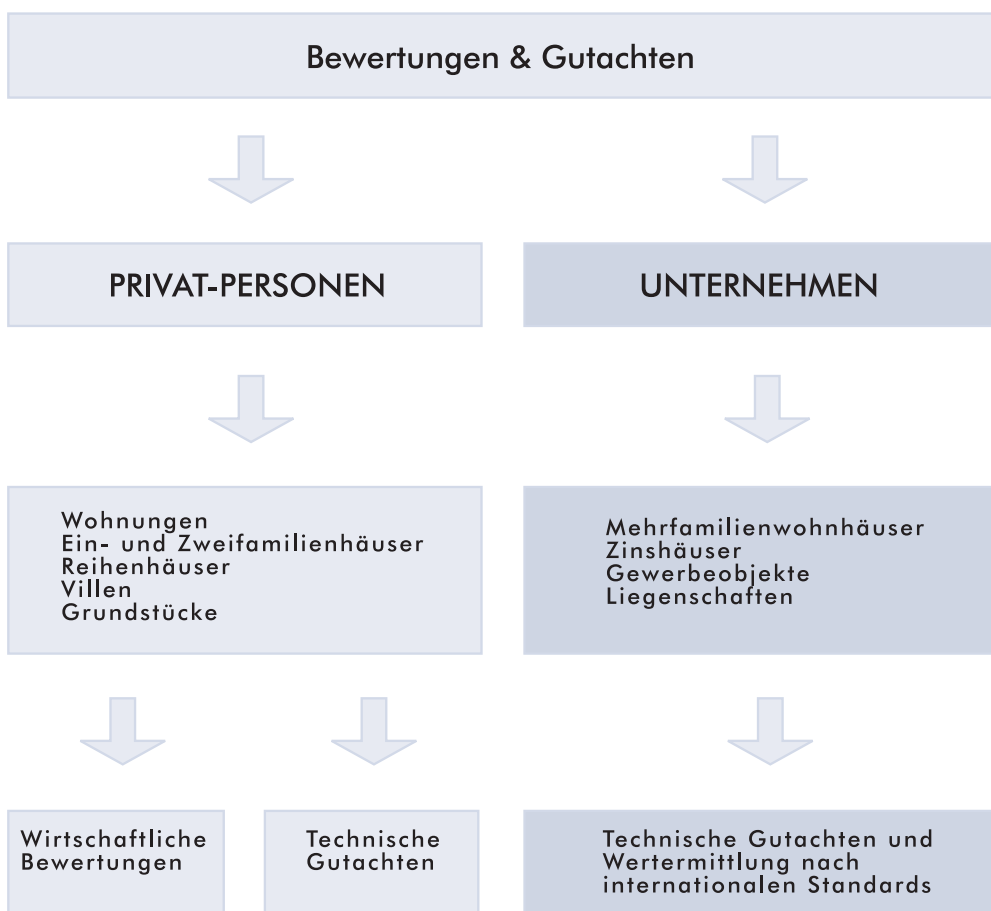 Bewertungen & Gutachten
PRIVAT-PERSONEN
UNTERNEHMEN
Wohnungen
Ein- und Zweifamilienhäuser
Reihenhäuser
Villen
Grundstücke
Mehrfamilienwohnhäuser
Zinshäuser
Gewerbeobjekte
Liegenschaften
Wirtschaftliche
Bewertungen
Technische
Gutachten
Technische Gutachten und
Wertermittlung nach
internationalen Standards